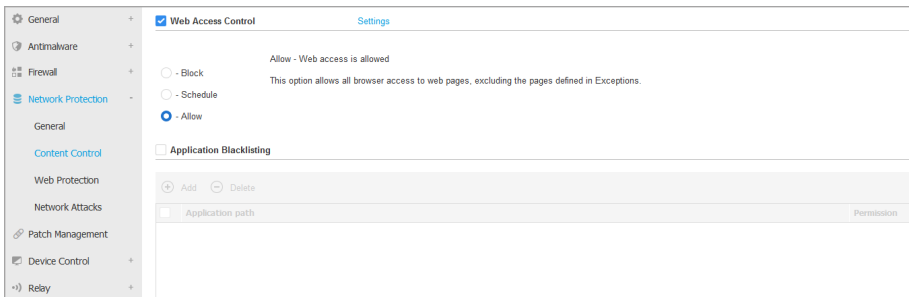 General +
Antimalware +
Firewall +
Network Protection -
General
Content Control
Web Protection
Network Attacks
Patch Management
Device Control +
Relay +
Web Access Control Settings
Allow - Web access is allowed
This option allows all browser access to web pages, excluding the pages defined in Exceptions.
- Block
- Schedule
- Allow
Application Blacklisting
Add Delete
Application path Permission